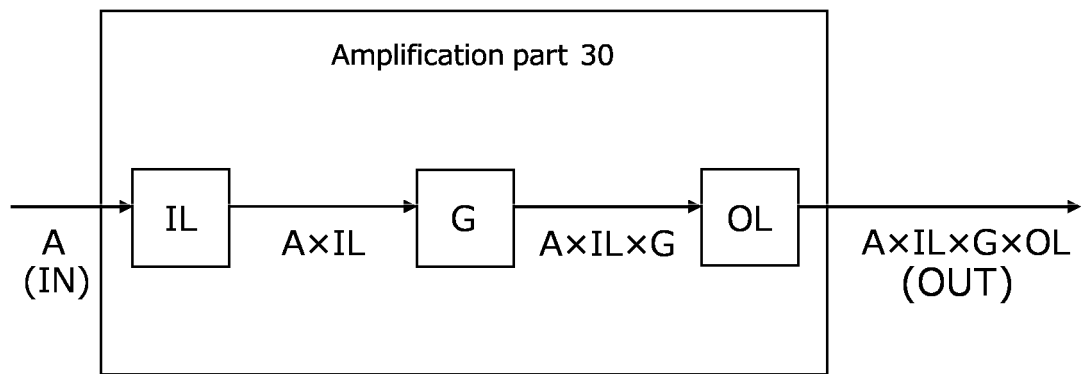 Amplification part 30
IL
G
OL
A
(IN)
A×IL
A×IL×G
A×IL×G×OL
(OUT)